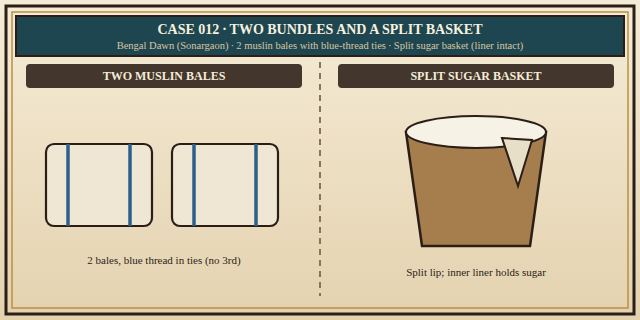 CASE 012 · TWO BUNDLES AND A SPLIT BASKET
Bengal Dawn (Sonargaon) · 2 muslin bales with blue-thread ties · Split sugar basket (liner intact)
TWO MUSLIN BALES
2 bales, blue thread in ties (no 3rd)
SPLIT SUGAR BASKET
Split lip; inner liner holds sugar